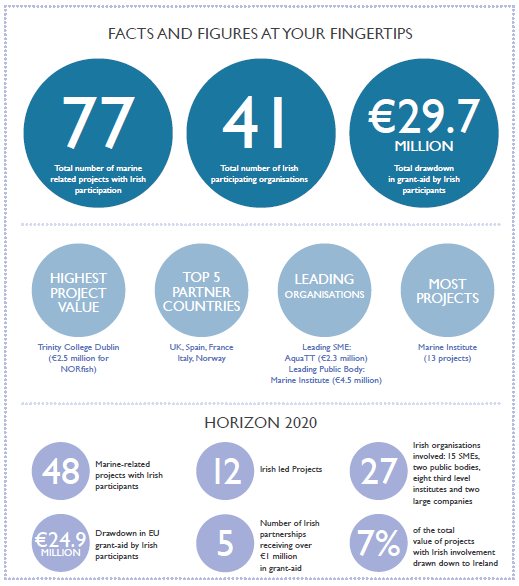 FACTS AND FIGURES AT YOUR FINGERTIPS
77
Total number of marine
related projects with Irish
participation
41
Total number of Irish
participating organisations
€29.7
MILLION
Total drawdown
in grant-aid by Irish
participants
HIGHEST
PROJECT
VALUE
Trinity College Dublin
(€2.5 million for
NORfish)
TOP 5
PARTNER
COUNTRIES
UK, Spain, France
Italy, Norway
LEADING
ORGANISATIONS
Leading SME:
AquaTT (€2.3 million)
Leading Public Body:
Marine Institute (€4.5 million)
MOST
PROJECTS
Marine Institute
(13 projects)
HORIZON 2020
48
Marine-related
projects with Irish
participants
12
Irish led Projects
27
Irish organisations
involved: 15 SMEs,
two public bodies,
eight third level
institutes and two
large companies
€24.9
MILLION
Drawdown in EU
grant-aid by Irish
participants
5
Number of Irish
partnerships
receiving over
€1 million
in grant-aid
7%
of the total
value of projects
with Irish involvement
drawn down to Ireland